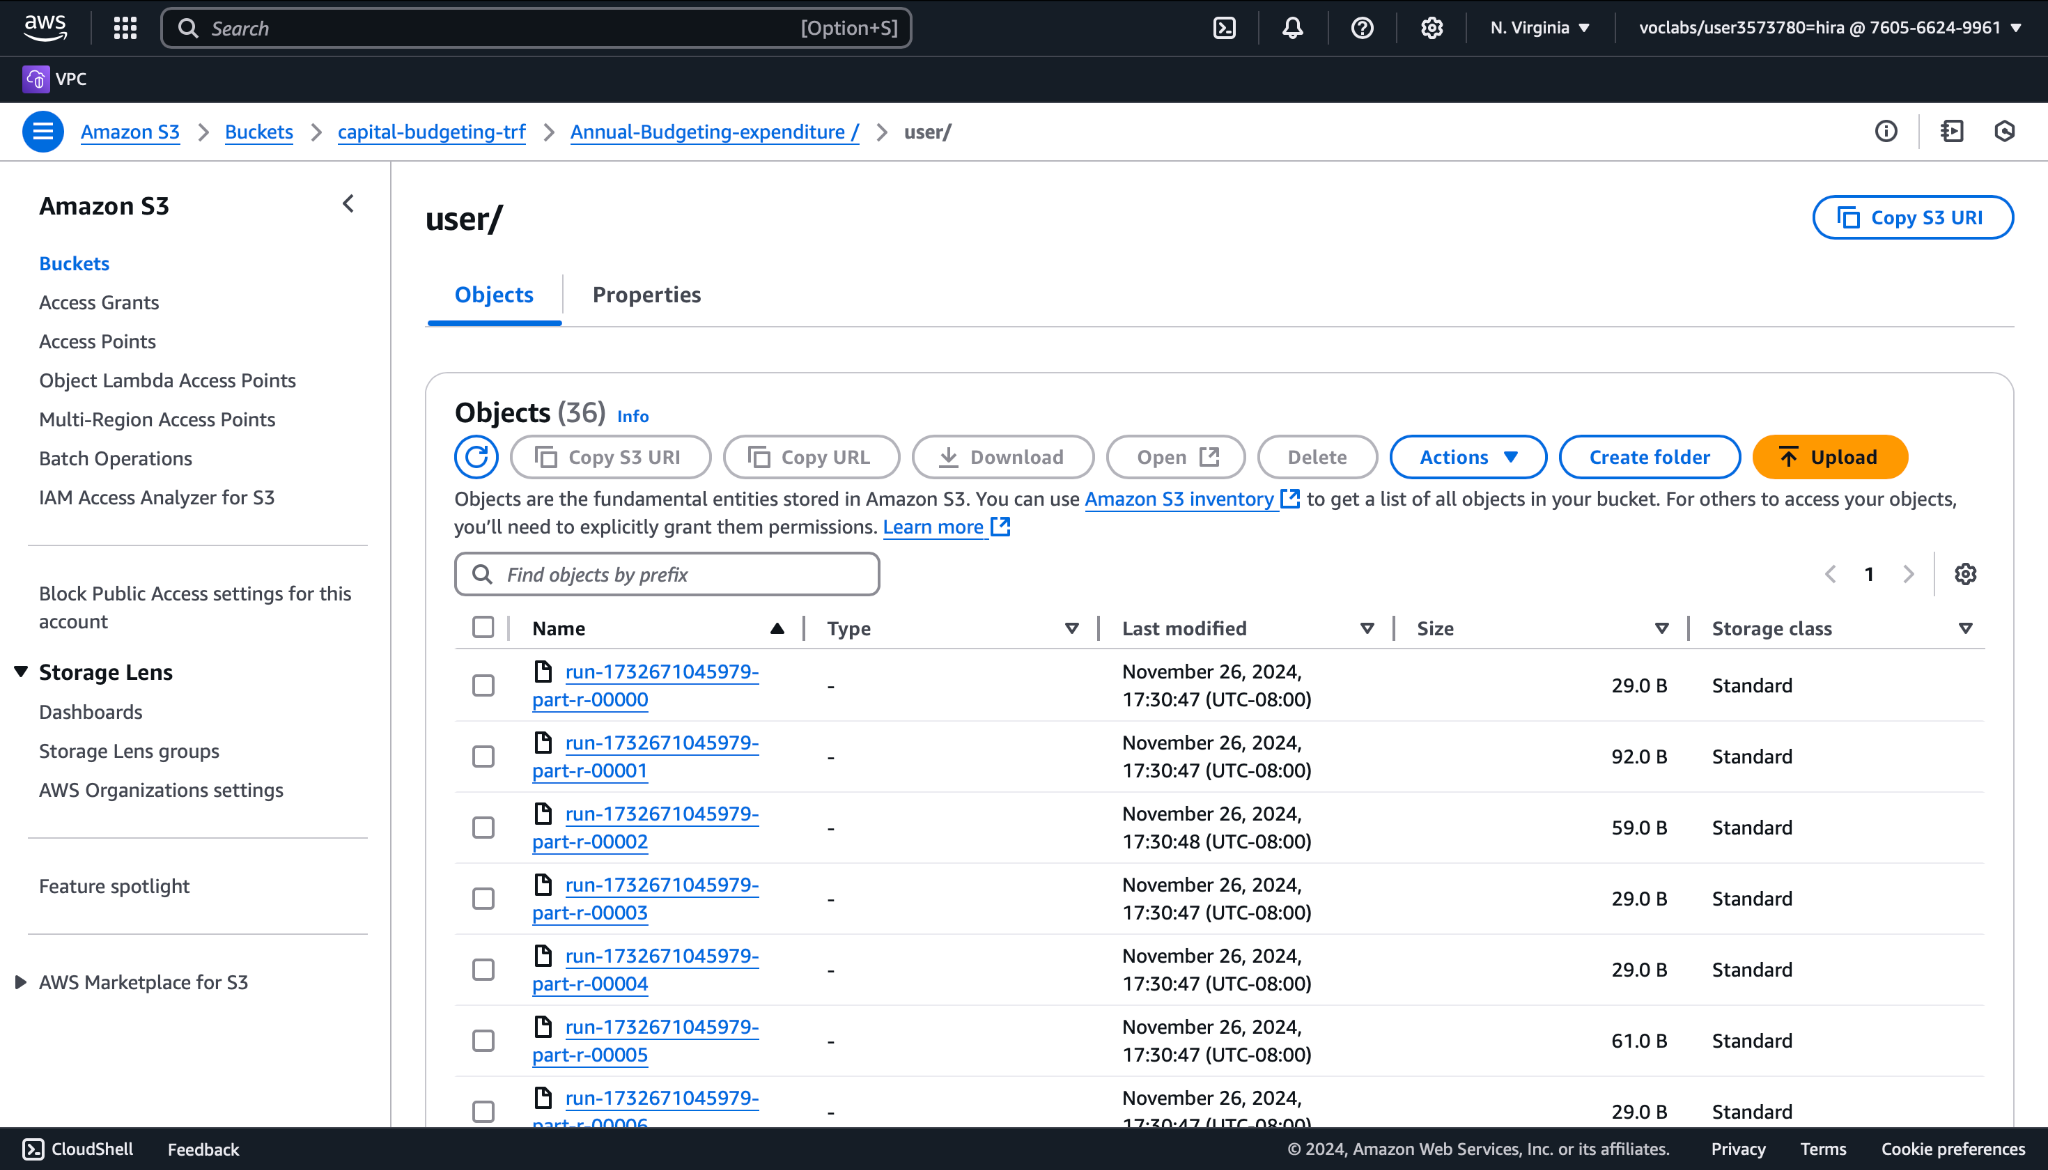 aws
Search [Option+S]
N. Virginia ▼
voclabs/user3573780=hira @ 7605-6624-9961 ▼
VPC
Amazon S3 > Buckets > capital-budgeting-trf > Annual-Budgeting-expenditure / > user/
Amazon S3
Buckets
Access Grants
Access Points
Object Lambda Access Points
Multi-Region Access Points
Batch Operations
IAM Access Analyzer for S3
Block Public Access settings for this
account
Storage Lens
Dashboards
Storage Lens groups
AWS Organizations settings
Feature spotlight
AWS Marketplace for S3
user/
Copy S3 URI
Objects
Properties
Objects (36) Info
Copy S3 URI
Copy URL
Download
Open
Delete
Actions ▼
Create folder
Upload
Objects are the fundamental entities stored in Amazon S3. You can use Amazon S3 inventory to get a list of all objects in your bucket. For others to access your objects,
you'll need to explicitly grant them permissions. Learn more
Find objects by prefix
1
Name Type Last modified Size Storage class
run-1732671045979- November 26, 2024,
part-r-00000 - 17:30:47 (UTC-08:00) 29.0 B Standard
run-1732671045979- November 26, 2024,
part-r-00001 - 17:30:47 (UTC-08:00) 92.0 B Standard
run-1732671045979- November 26, 2024,
part-r-00002 - 17:30:48 (UTC-08:00) 59.0 B Standard
run-1732671045979- November 26, 2024,
part-r-00003 - 17:30:47 (UTC-08:00) 29.0 B Standard
run-1732671045979- November 26, 2024,
part-r-00004 - 17:30:47 (UTC-08:00) 29.0 B Standard
run-1732671045979- November 26, 2024,
part-r-00005 - 17:30:47 (UTC-08:00) 61.0 B Standard
run-1732671045979- November 26, 2024,
part-r-00006 - 17:30:47 (UTC-08:00) 29.0 B Standard
CloudShell
Feedback
© 2024, Amazon Web Services, Inc. or its affiliates.
Privacy
Terms
Cookie preferences